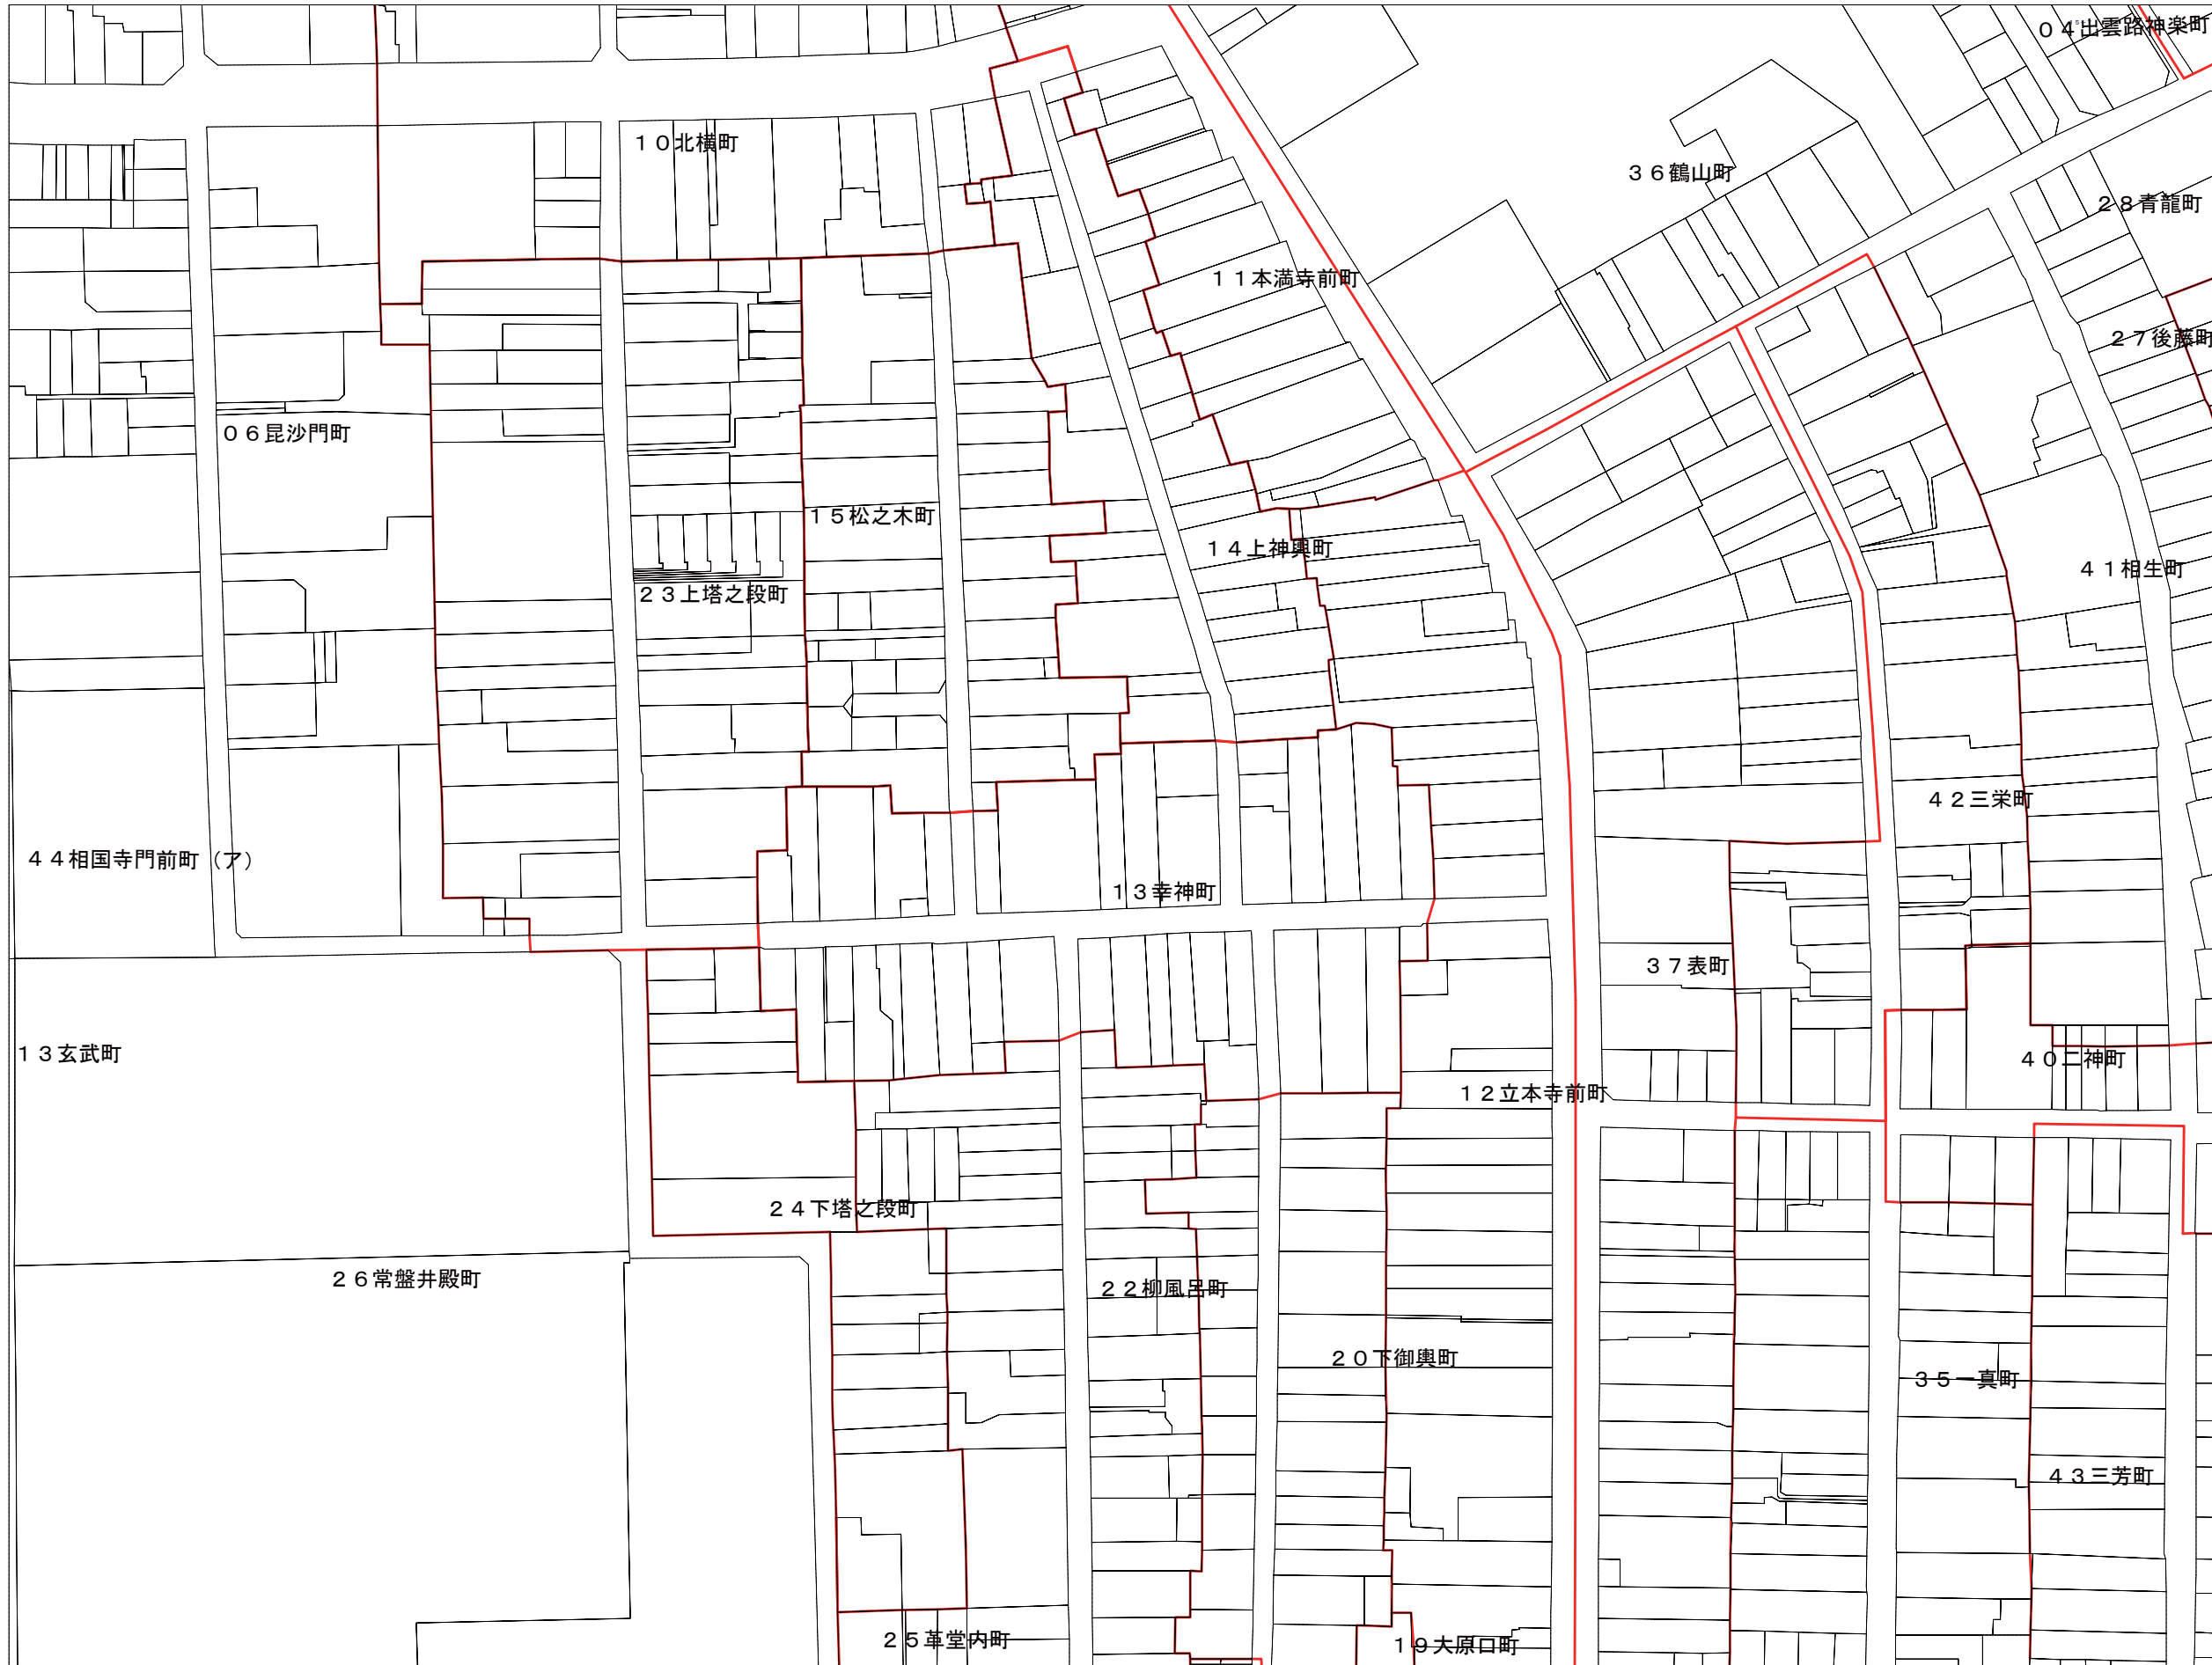 ０４出雲路神楽町
１０北横町
３６鶴山町
２８青龍町
１１本満寺前町
２７後藤町
０６毘沙門町
１５松之木町
１４上神輿町
４１相生町
２３上塔之段町
４２三栄町
４４相国寺門前町（ア）
１３幸神町
３７表町
１３玄武町
４０二神町
１２立本寺前町
２４下塔之段町
２６常盤井殿町
２２柳風呂町
２０下御輿町
３５一真町
４３三芳町
２５革堂内町
１９大原口町